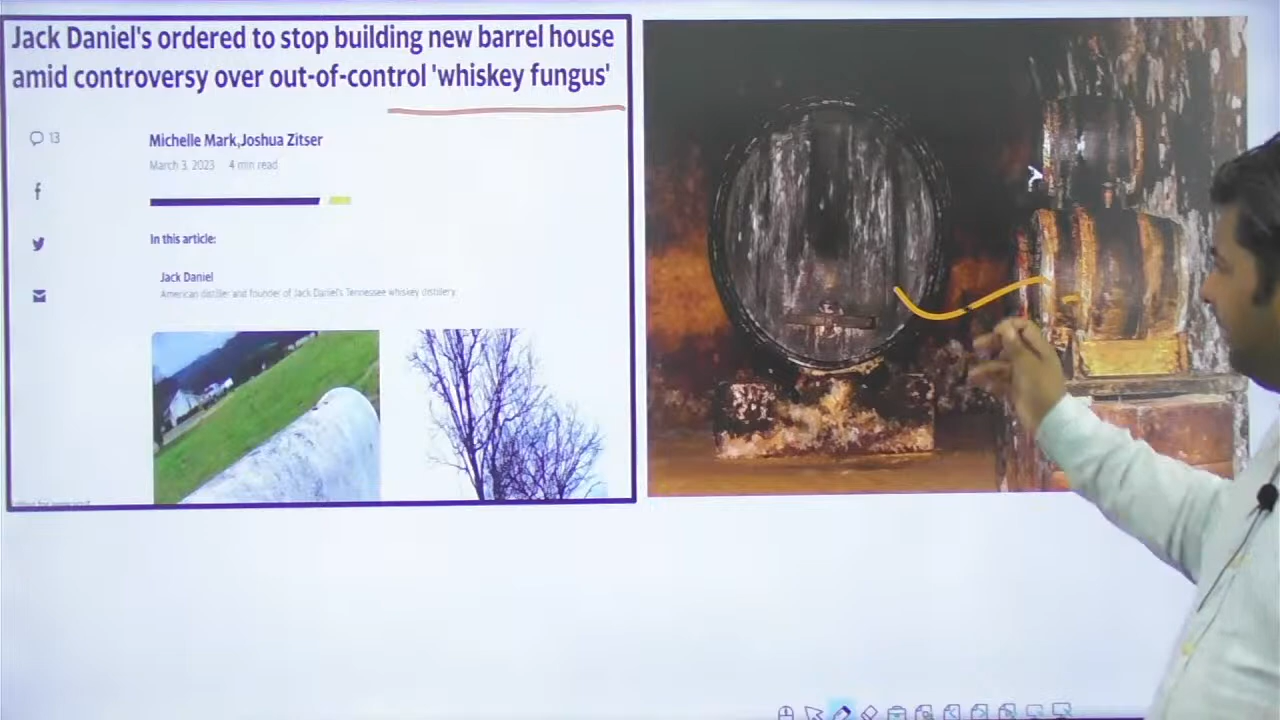 Jack Daniel's ordered to stop building new barrel house
amid controversy over out-of-control 'whiskey fungus'
13
Michelle Mark,Joshua Zitser
March 3, 2023 4 min read
In this article:
Jack Daniel
American distiller and founder of Jack Daniel's Tennessee whiskey distillery